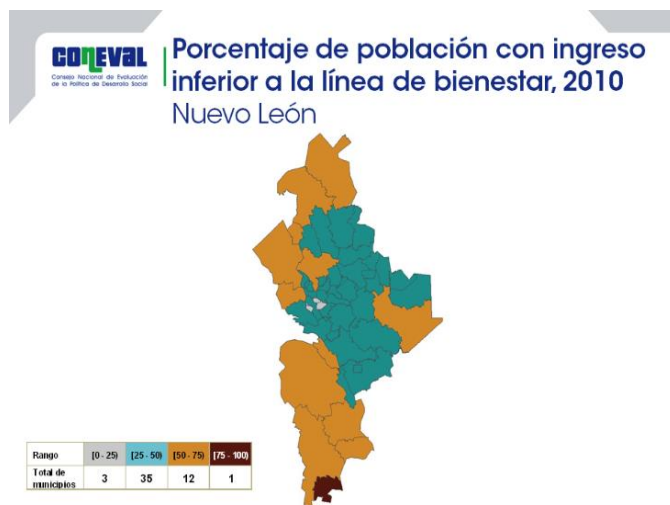 CONEVAL
Consejo Nacional de Evaluación
de la Política de Desarrollo Social
Porcentaje de población con ingreso
inferior a la línea de bienestar, 2010
Nuevo León
Rango [0 - 25) [25 - 50) [50 - 75) [75 - 100)
Total de
municipios 3 35 12 1